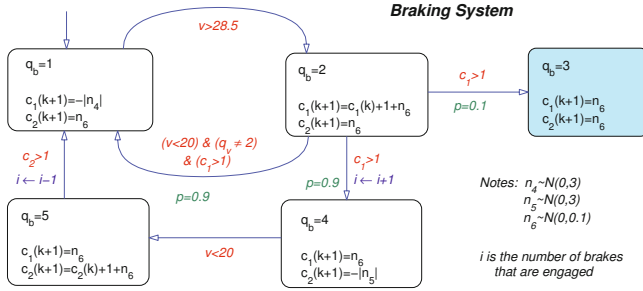 Braking System
v>28.5
q_b=1
c_1(k+1)=-|n_4|
c_2(k+1)=n_6
q_b=2
c_1(k+1)=c_1(k)+1+n_6
c_2(k+1)=n_6
c_1>1
p=0.1
q_b=3
c_1(k+1)=n_6
c_2(k+1)=n_6
(v<20) & (q_v ≠ 2)
& (c_1>1)
p=0.9
c_2>1
i ← i−1
c_1>1
p=0.9
i ← i+1
q_b=5
c_1(k+1)=n_6
c_2(k+1)=c_2(k)+1+n_6
v<20
q_b=4
c_1(k+1)=n_6
c_2(k+1)=-|n_5|
Notes: n_4~N(0,3)
n_5~N(0,3)
n_6~N(0,0.1)
i is the number of brakes
that are engaged